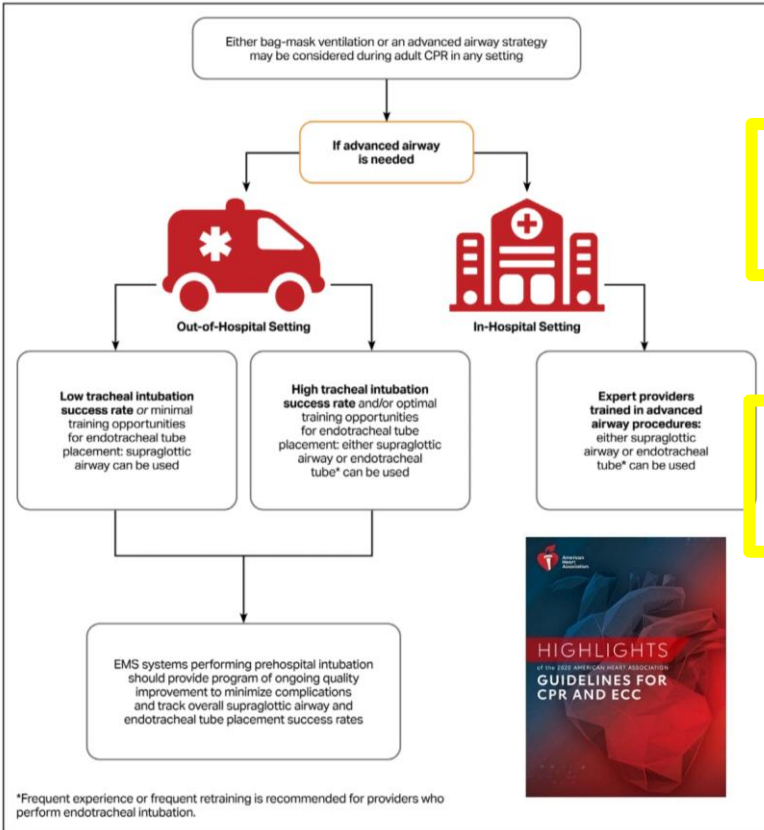 Either bag-mask ventilation or an advanced airway strategy
may be considered during adult CPR in any setting
If advanced airway
is needed
Out-of-Hospital Setting
In-Hospital Setting
Low tracheal intubation
success rate or minimal
training opportunities
for endotracheal tube
placement: supraglottic
airway can be used
High tracheal intubation
success rate and/or optimal
training opportunities
for endotracheal tube
placement: either supraglottic
airway or endotracheal
tube* can be used
Expert providers
trained in advanced
airway procedures:
either supraglottic
airway or endotracheal
tube* can be used
EMS systems performing prehospital intubation
should provide program of ongoing quality
improvement to minimize complications
and track overall supraglottic airway and
endotracheal tube placement success rates
American
Heart
Association
HIGHLIGHTS
of the 2020 AMERICAN HEART ASSOCIATION
GUIDELINES FOR
CPR AND ECC
*Frequent experience or frequent retraining is recommended for providers who
perform endotracheal intubation.